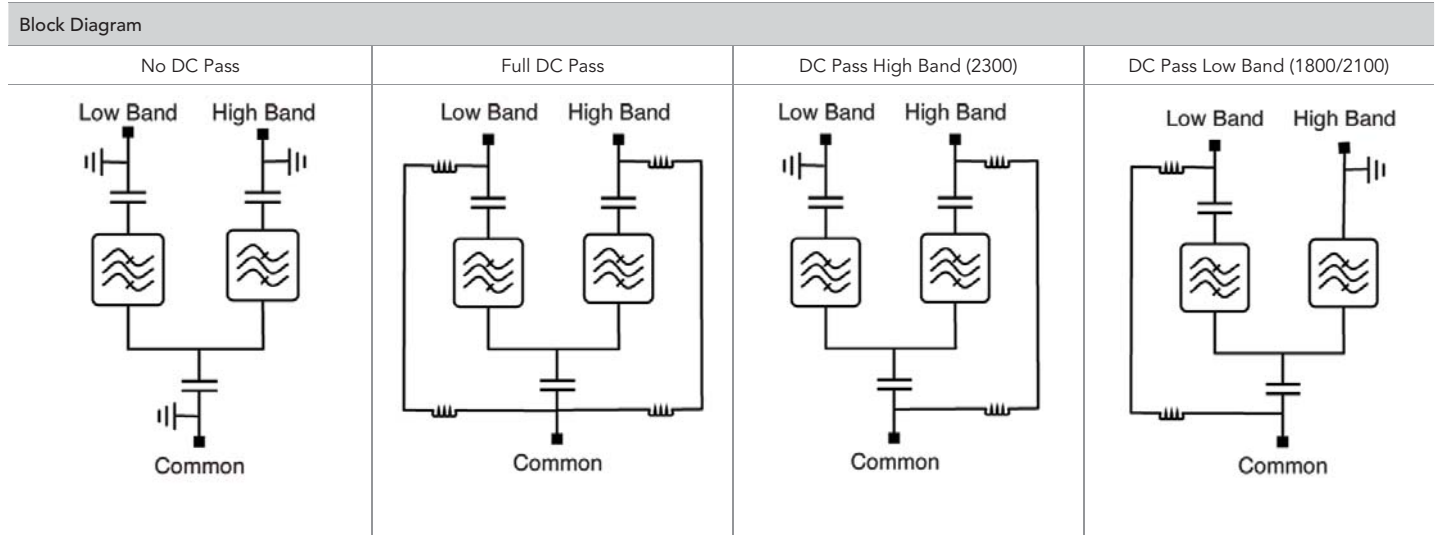 Block Diagram
No DC Pass
Full DC Pass
DC Pass High Band (2300)
DC Pass Low Band (1800/2100)
Low Band High Band
Low Band High Band
Low Band High Band
Low Band High Band
Common
Common
Common
Common